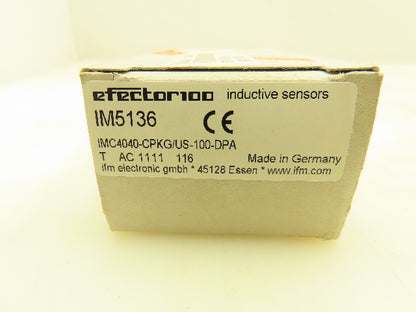 efector100 inductive sensors
IM5136 CE
IMC4040-CPKG/US-100-DPA
T AC 1111 116 Made in Germany
ifm electronic gmbh * 45128 Essen * www.ifm.com